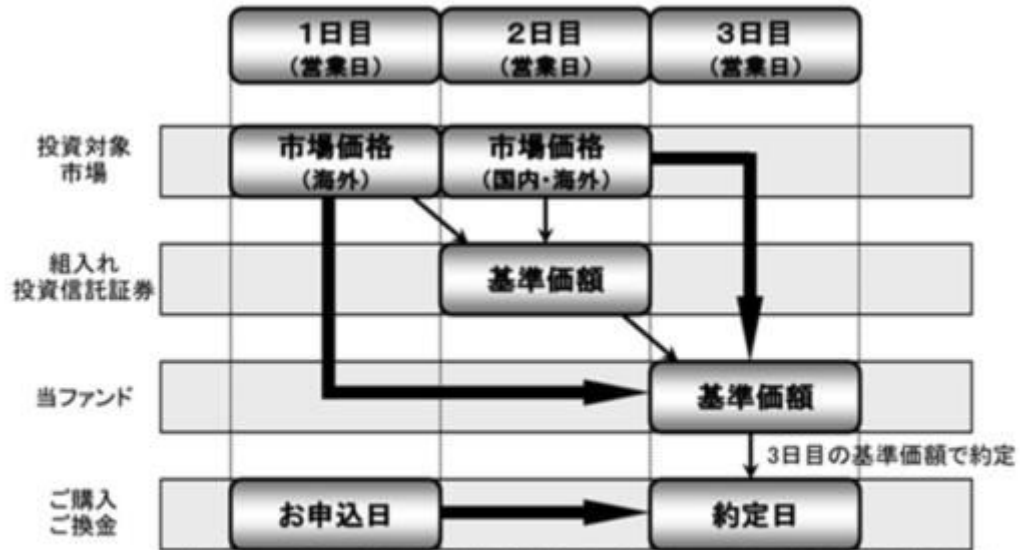 1日目
(営業日)
2日目
(営業日)
3日目
(営業日)
投資対象
市場
市場価格
(海外)
市場価格
(国内・海外)
組入れ
投資信託証券
基準価額
当ファンド
基準価額
3日目の基準価額で約定
ご購入
ご換金
お申込日
約定日